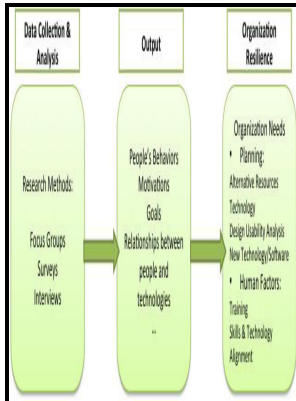 Data Collection &
Analysis
Output
Organization
Resilience
Research Methods:
Focus Groups
Surveys
Interviews
People's Behaviors
Motivations
Goals
Relationships between
people and
technologies
...
Organization Needs
• Planning:
Alternative Resources
Technology
Design Usability Analysis
New Technology/Software
• Human Factors:
Training
Skills & Technology
Alignment